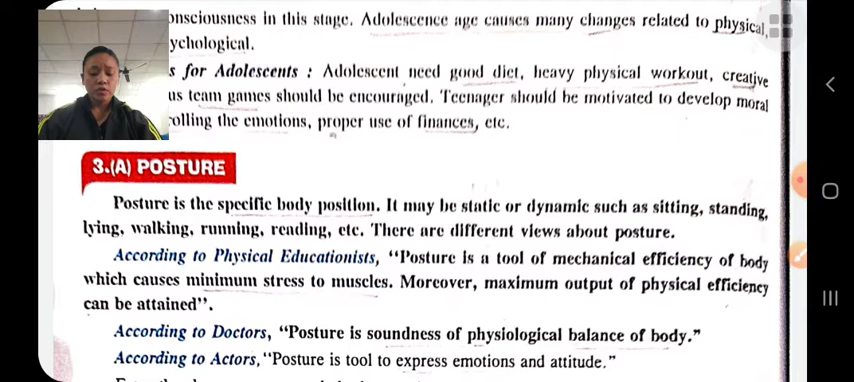 onsciousness in this stage. Adolescence age causes many changes related to physical,
ychological.
s for Adolescents : Adolescent need good diet, heavy physical workout, creative
us team games should be encouraged. Teenager should be motivated to develop moral
olling the emotions, proper use of finances, etc.
3.(A) POSTURE
Posture is the specific body position. It may be static or dynamic such as sitting, standing,
lying, walking, running, reading, etc. There are different views about posture.
According to Physical Educationists, “Posture is a tool of mechanical efficiency of body
which causes minimum stress to muscles. Moreover, maximum output of physical efficiency
can be attained”.
According to Doctors, “Posture is soundness of physiological balance of body.”
According to Actors, “Posture is tool to express emotions and attitude.”